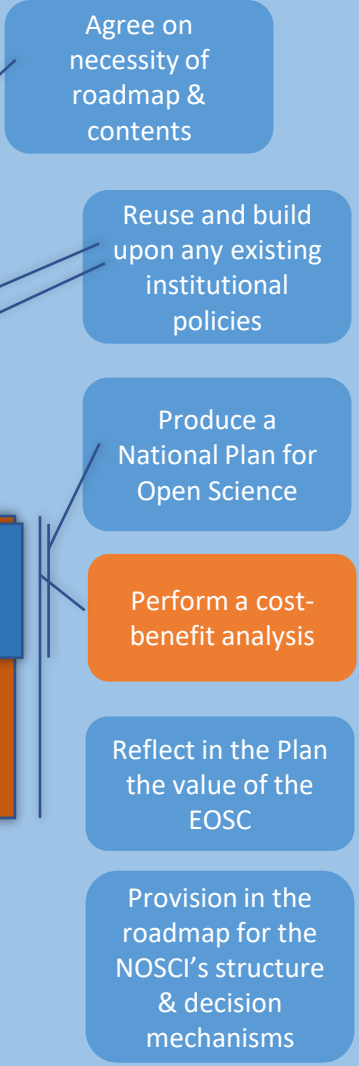 Agree on
necessity of
roadmap &
contents
Reuse and build
upon any existing
institutional
policies
Produce a
National Plan for
Open Science
Perform a cost-
benefit analysis
Reflect in the Plan
the value of the
EOSC
Provision in the
roadmap for the
NOSCI's structure
& decision
mechanisms